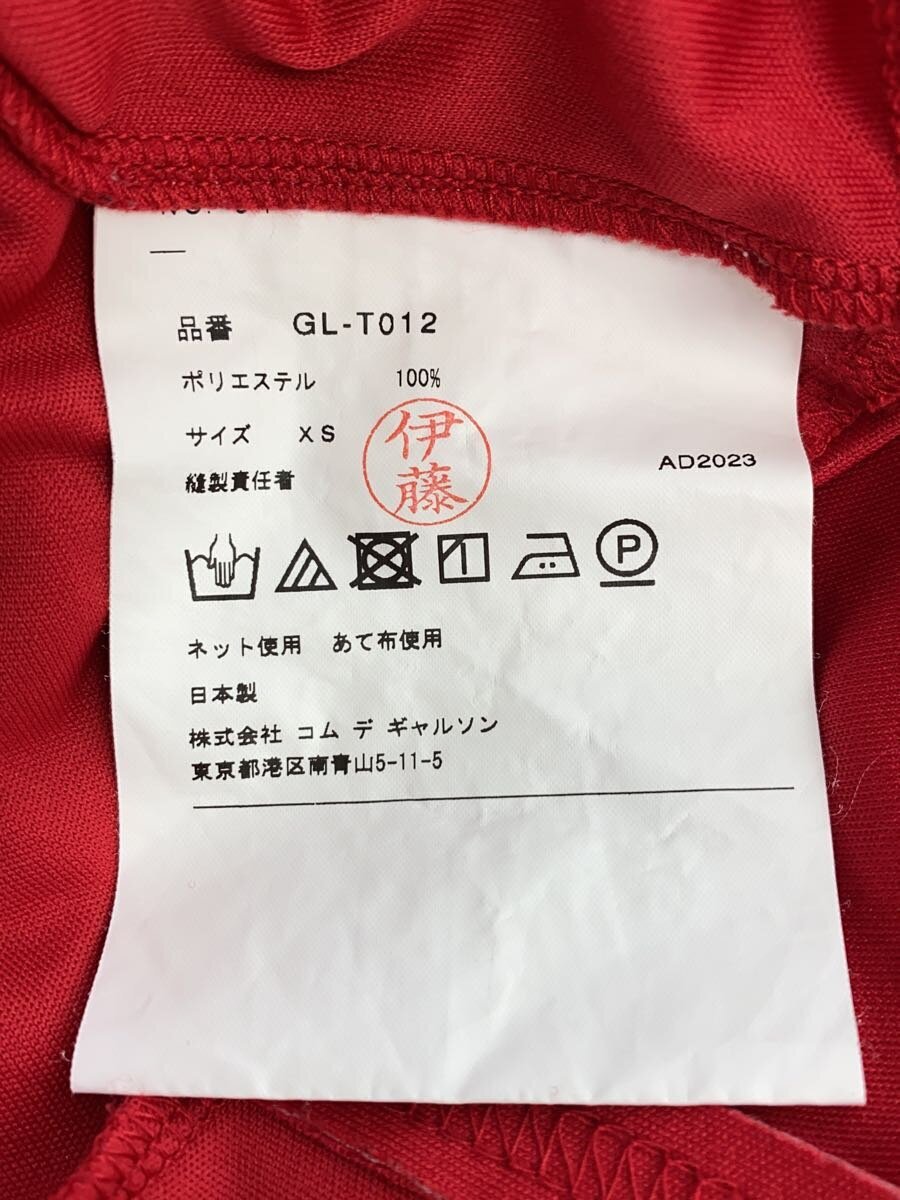 品番 GL-T012
ポリエステル 100%
サイズ XS
伊藤
縫製責任者
AD2023
P
ネット使用 あて布使用
日本製
株式会社 コム デ ギャルソン
東京都港区南青山5-11-5